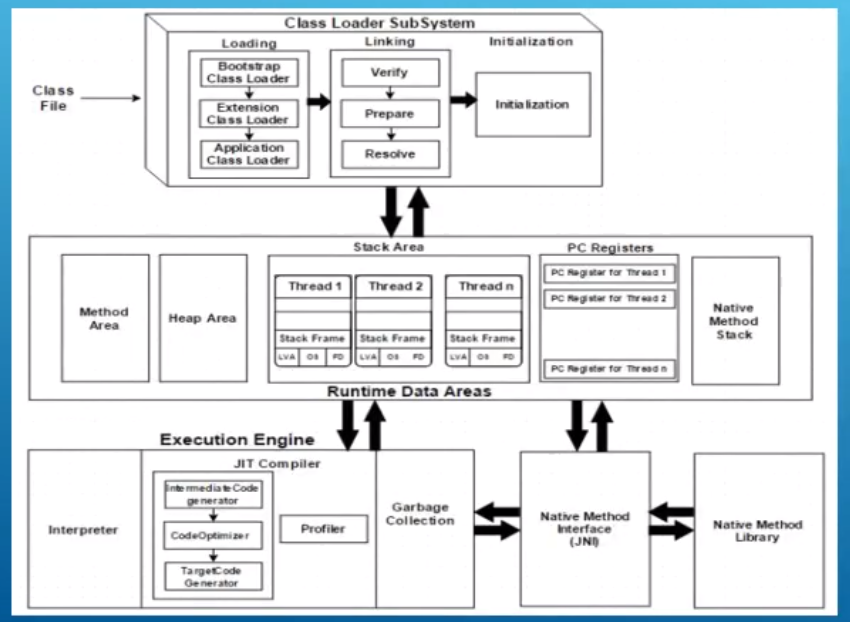 Class Loader SubSystem
Loading
Linking
Initialization
Class
File
Bootstrap
Class Loader
Extension
Class Loader
Application
Class Loader
Verify
Prepare
Resolve
Initialization
Stack Area
PC Registers
Method
Area
Heap Area
Thread 1
Stack Frame
LVA OS FD
Thread 2
Stack Frame
LVA OS FD
Thread n
Stack Frame
LVA OS FD
PC Register for Thread 1
PC Register for Thread 2
PC Register for Thread n
Native
Method
Stack
Runtime Data Areas
Execution Engine
JIT Compiler
Interpreter
IntermediateCode
generator
CodeOptimizer
TargetCode
Generator
Profiler
Garbage
Collection
Native Method
Interface
(JNI)
Native Method
Library